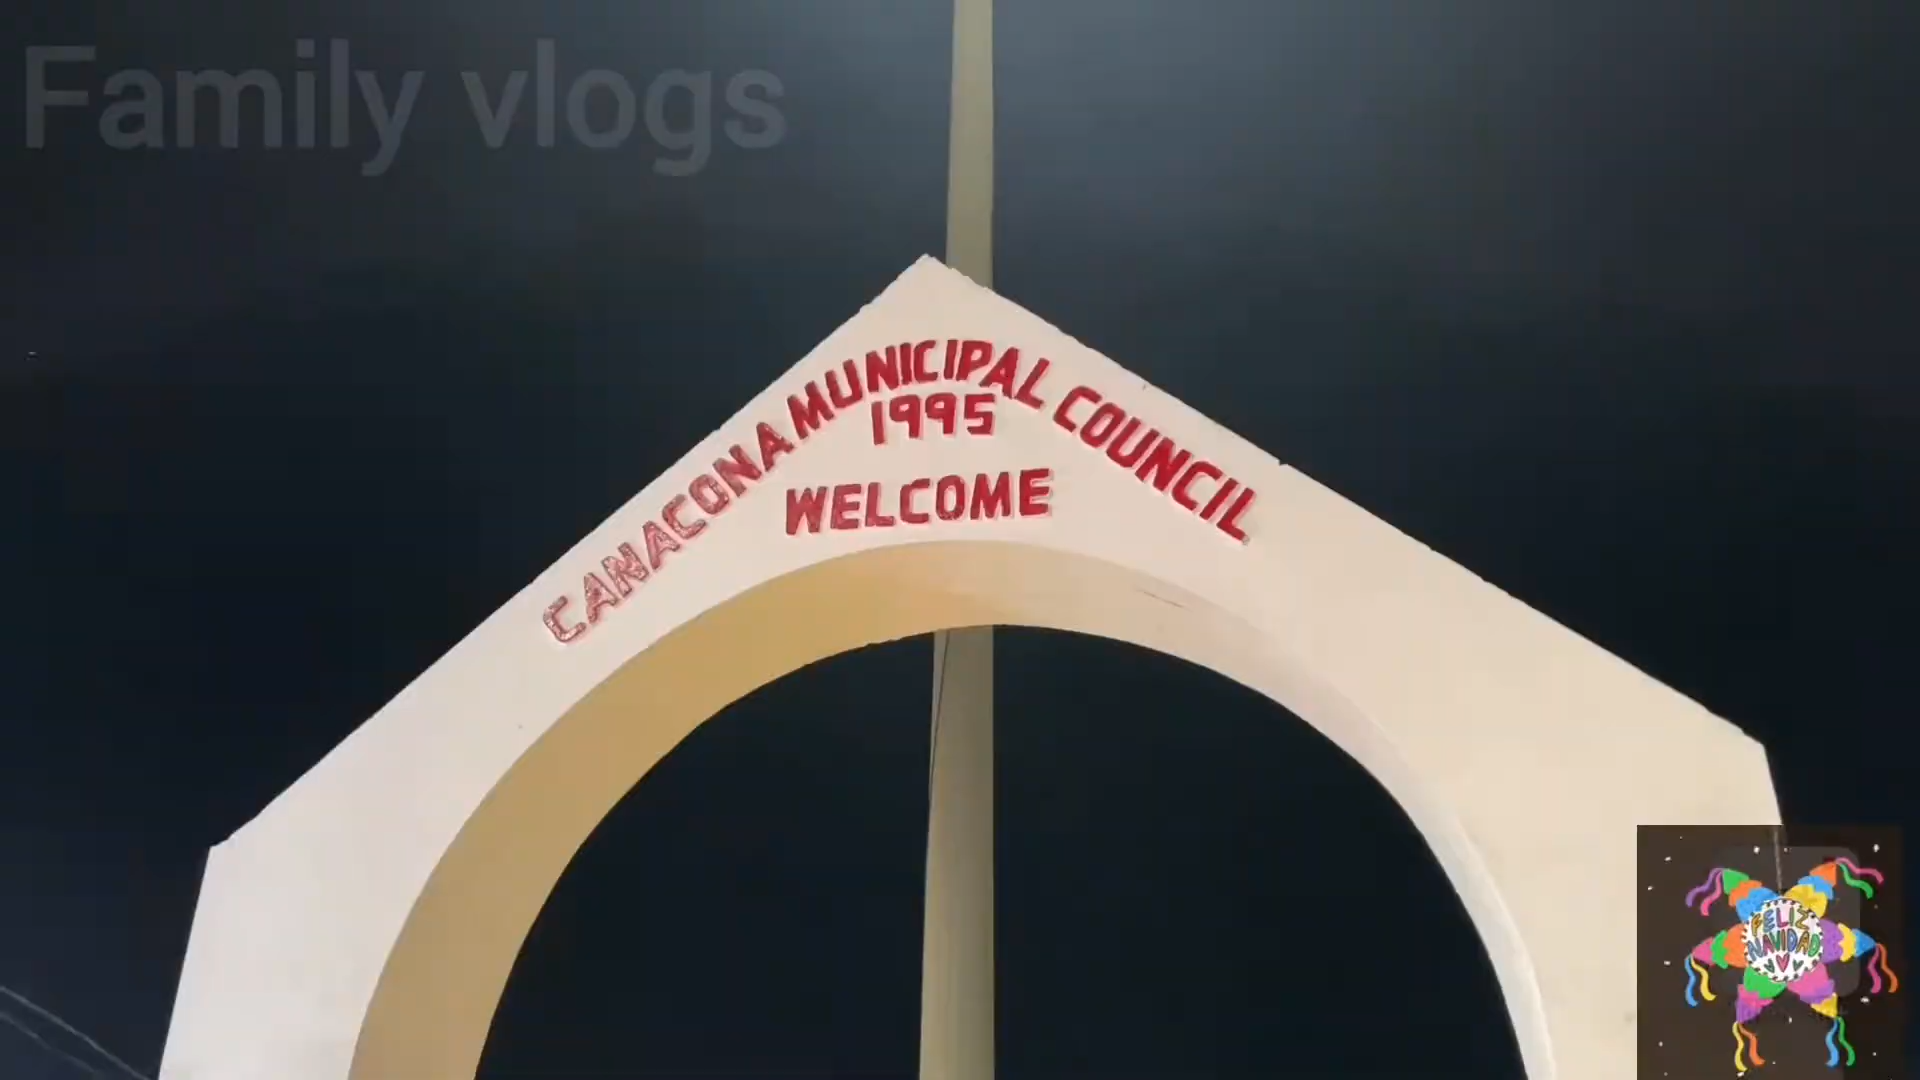 Family vlogs
CANACONA MUNICIPAL COUNCIL
1995
WELCOME
FELIZ
NAVIDAD